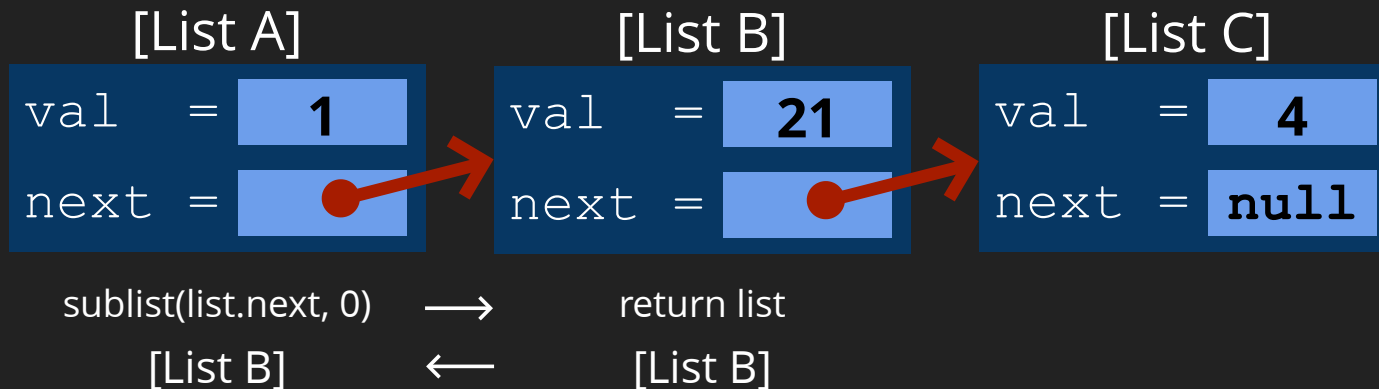 [List A] [List B] [List C]
val = 1 val = 21 val = 4
next = next = next = null
sublist(list.next, 0) ⟶ return list
[List B] ⟵ [List B]